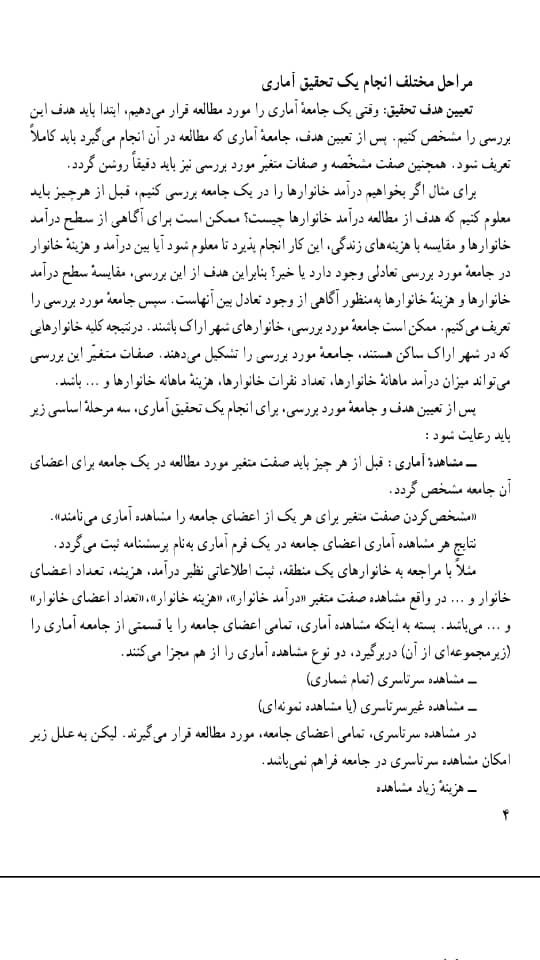 مراحل مختلف انجام یک تحقیق آماری
تعیین هدف تحقیق: وقتی یک جامعهٔ آماری را مورد مطالعه قرار می‌دهیم، ابتدا باید هدف این
بررسی را مشخص کنیم. پس از تعیین هدف، جامعهٔ آماری که مطالعه در آن انجام می‌گیرد باید کاملاً
تعریف شود. همچنین صفت مشخّصه و صفات متغیّر مورد بررسی نیز باید دقیقاً روشن گردد.
برای مثال اگر بخواهیم درآمد خانوارها را در یک جامعه بررسی کنیم، قبل از هرچیز باید
معلوم کنیم که هدف از مطالعه درآمد خانوارها چیست؟ ممکن است برای آگاهی از سطح درآمد
خانوارها و مقایسه با هزینه‌های زندگی، این کار انجام پذیرد تا معلوم شود آیا بین درآمد و هزینهٔ خانوار
در جامعهٔ مورد بررسی تعادلی وجود دارد یا خیر؟ بنابراین هدف از این بررسی، مقایسهٔ سطح درآمد
خانوارها و هزینهٔ خانوارها به‌منظور آگاهی از وجود تعادل بین آنهاست. سپس جامعهٔ مورد بررسی را
تعریف می‌کنیم. ممکن است جامعهٔ مورد بررسی، خانوارهای شهر اراک باشند. درنتیجه کلیه خانوارهایی
که در شهر اراک ساکن هستند، جامعهٔ مورد بررسی را تشکیل می‌دهند. صفات متغیّر این بررسی
می‌تواند میزان درآمد ماهانهٔ خانوارها، تعداد نفرات خانوارها، هزینهٔ ماهانه خانوارها و ... باشد.
پس از تعیین هدف و جامعهٔ مورد بررسی، برای انجام یک تحقیق آماری، سه مرحلهٔ اساسی زیر
باید رعایت شود :
ــ مشاهدهٔ آماری : قبل از هر چیز باید صفت متغیر مورد مطالعه در یک جامعه برای اعضای
آن جامعه مشخص گردد.
«مشخص‌کردن صفت متغیر برای هر یک از اعضای جامعه را مشاهده آماری می‌نامند».
نتایج هر مشاهده آماری اعضای جامعه در یک فرم آماری به‌نام پرسشنامه ثبت می‌گردد.
مثلاً با مراجعه به خانوارهای یک منطقه، ثبت اطلاعاتی نظیر درآمد، هزینه، تعداد اعضای
خانوار و ... در واقع مشاهده صفت متغیر «درآمد خانوار»، «هزینه خانوار»،«تعداد اعضای خانوار»
و ... می‌باشد. بسته به اینکه مشاهده آماری، تمامی اعضای جامعه را یا قسمتی از جامعه آماری را
(زیرمجموعه‌ای از آن) دربرگیرد، دو نوع مشاهده آماری را از هم مجزا می‌کنند.
ــ مشاهده سرتاسری (تمام شماری)
ــ مشاهده غیرسرتاسری (یا مشاهده نمونه‌ای)
در مشاهده سرتاسری، تمامی اعضای جامعه، مورد مطالعه قرار می‌گیرند. لیکن به علل زیر
امکان مشاهده سرتاسری در جامعه فراهم نمی‌باشد.
ــ هزینهٔ زیاد مشاهده
۴